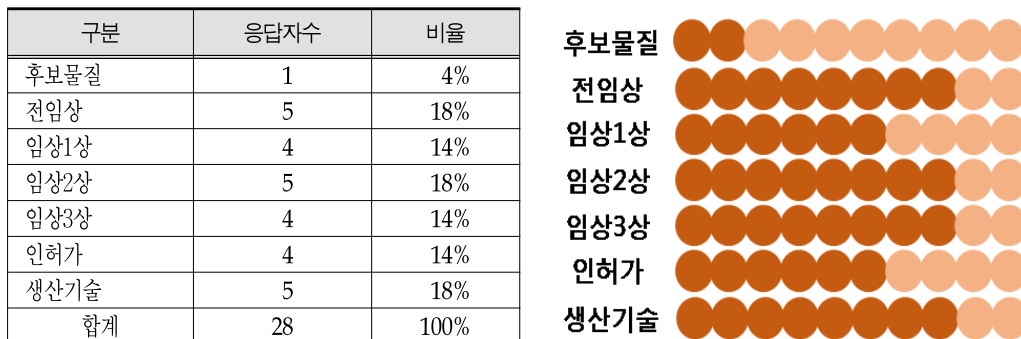 구분 응답자수 비율
후보물질 1 4%
전임상 5 18%
임상1상 4 14%
임상2상 5 18%
임상3상 4 14%
인허가 4 14%
생산기술 5 18%
합계 28 100%
후보물질
전임상
임상1상
임상2상
임상3상
인허가
생산기술